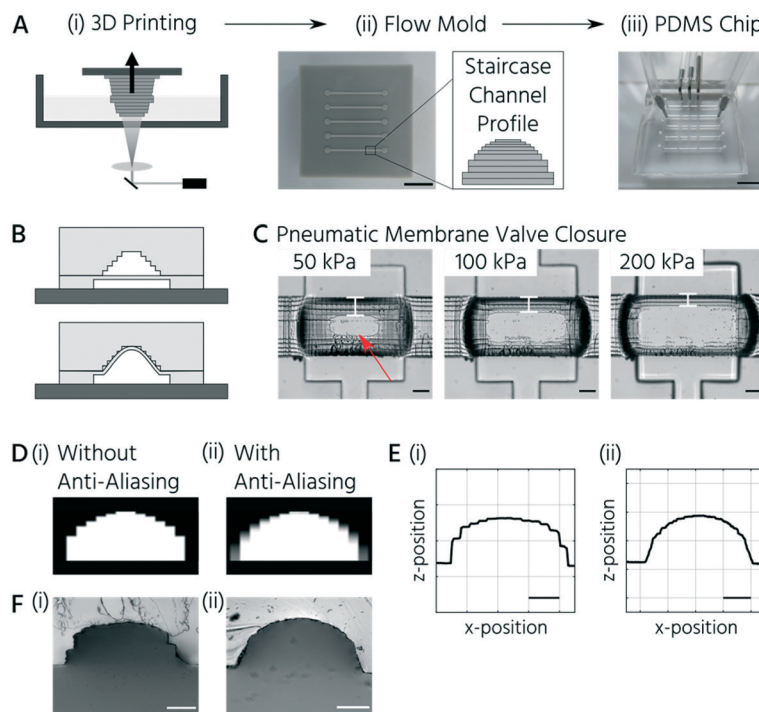 A (i) 3D Printing (ii) Flow Mold (iii) PDMS Chip
Staircase
Channel
Profile
B
C Pneumatic Membrane Valve Closure
50 kPa 100 kPa 200 kPa
D (i) Without
Anti-Aliasing
(ii) With
Anti-Aliasing
E (i) (ii)
z-position
x-position
z-position
x-position
F (i) (ii)